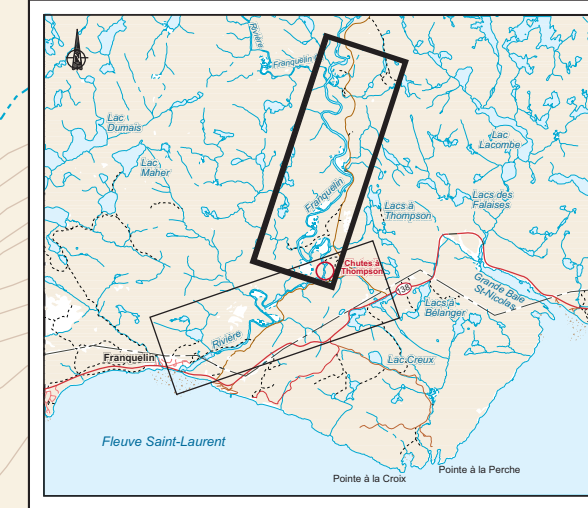 Rivière
Franquelin
Lac
Dumais
Lac
Maher
Lac
Lacombe
Franquelin
Lacs à
Thompson
Lacs des
Falaises
Chutes à
Thompson
138
Grande Baie
St-Nicolas
Lacs à
Bélanger
Rivière
Franquelin
Lac Creux
Fleuve Saint-Laurent
Pointe à la Croix
Pointe à la Perche